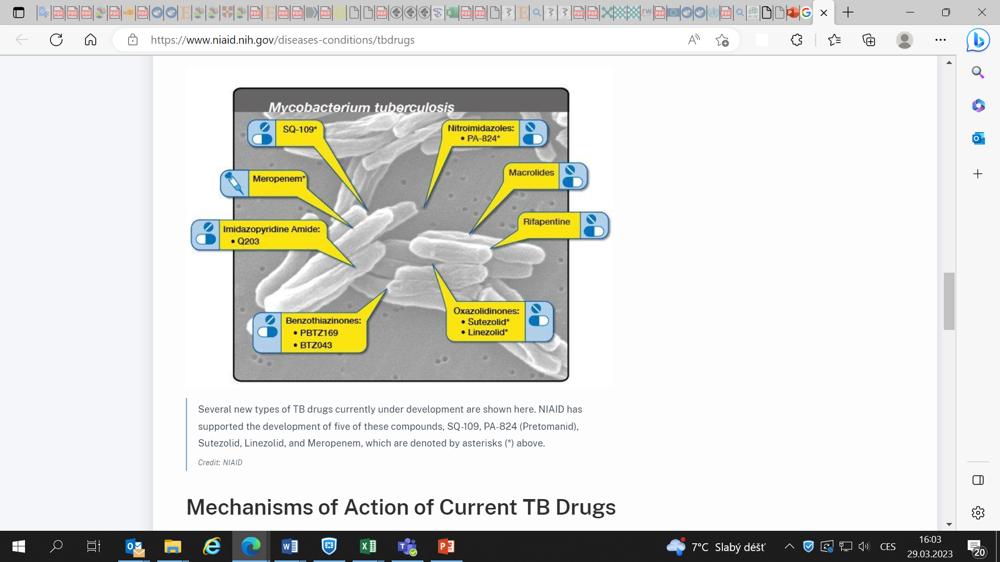 https://www.niaid.nih.gov/diseases-conditions/tbdrugs
Mycobacterium tuberculosis
SQ-109*
Nitroimidazoles:
• PA-824*
Meropenem*
Macrolides
Imidazopyridine Amide:
• Q203
Rifapentine
Benzothiazinones:
• PBTZ169
• BTZ043
Oxazolidinones:
• Sutezolid*
• Linezolid*
Several new types of TB drugs currently under development are shown here. NIAID has
supported the development of five of these compounds, SQ-109, PA-824 (Pretomanid),
Sutezolid, Linezolid, and Meropenem, which are denoted by asterisks (*) above.
Credit: NIAID
Mechanisms of Action of Current TB Drugs
7°C Slabý déšť
CES
16:03
29.03.2023
20